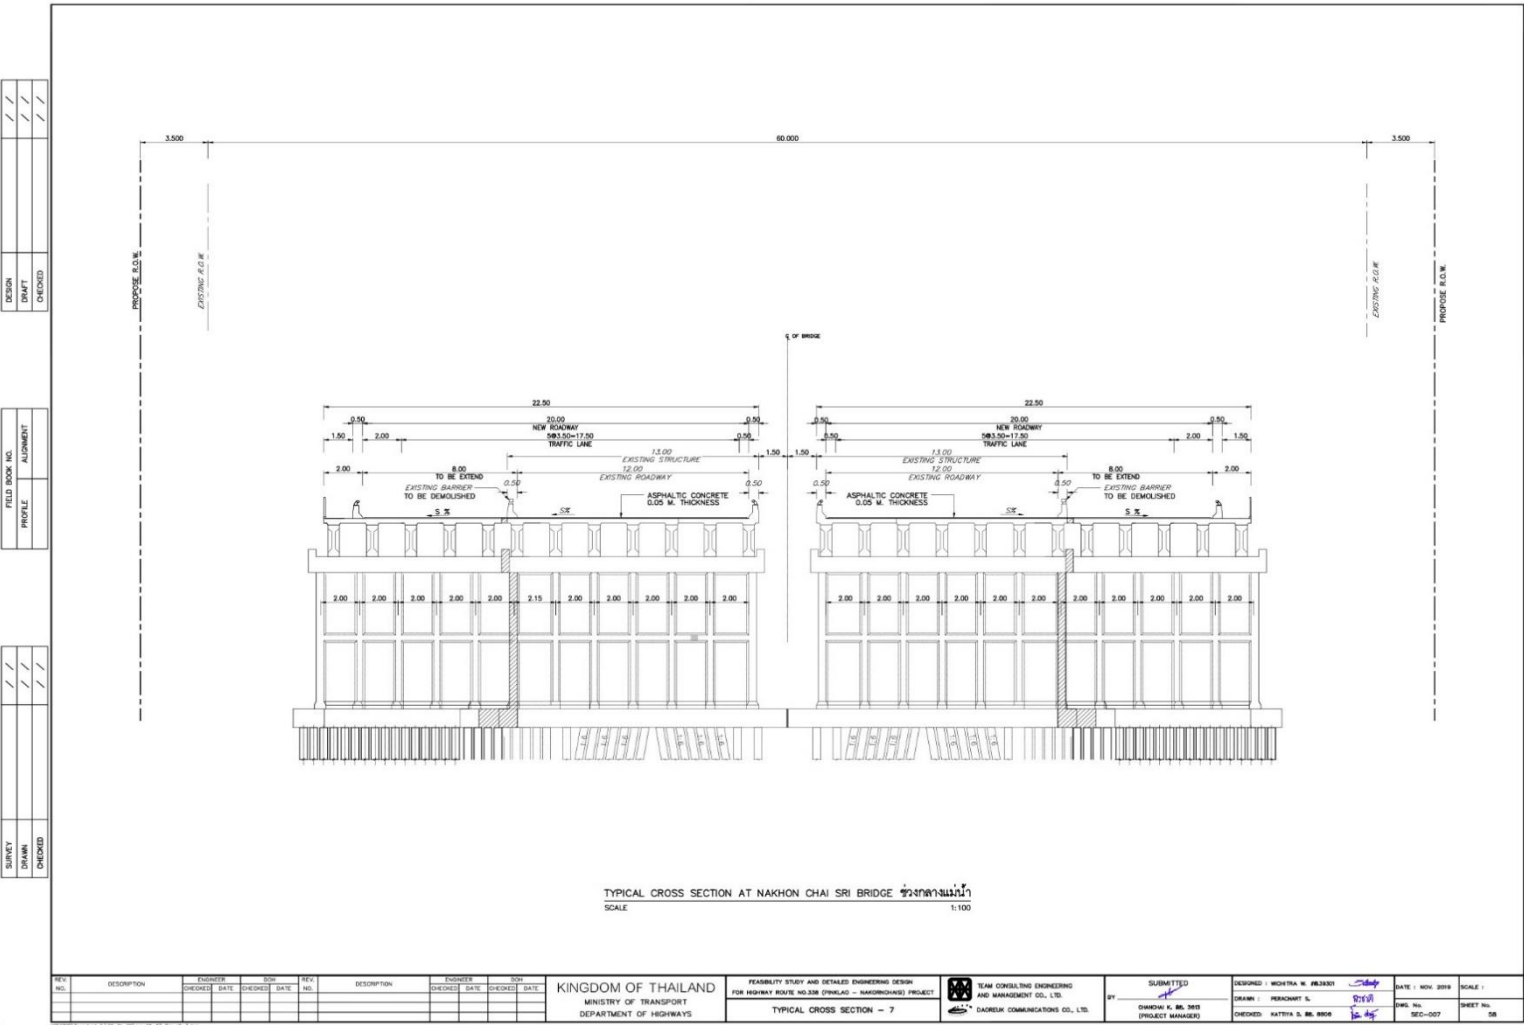 3.500
60.000
3.500
PROPOSE R.O.W.
EXISTING R.O.W.
EXISTING R.O.W.
PROPOSE R.O.W.
℄ OF BRIDGE
22.50
22.50
0.50 20.00 0.50
NEW ROADWAY
1.50 2.00 5@3.50=17.50 0.50
TRAFFIC LANE
13.00
EXISTING STRUCTURE
2.00 8.00 12.00
TO BE EXTEND EXISTING ROADWAY
EXISTING BARRIER 0.50 0.50
TO BE DEMOLISHED
ASPHALTIC CONCRETE
0.05 M. THICKNESS
S % S%
1.50 1.50
0.50 20.00 0.50
NEW ROADWAY
0.50 5@3.50=17.50 2.00 1.50
TRAFFIC LANE
13.00
EXISTING STRUCTURE
12.00 8.00 2.00
EXISTING ROADWAY TO BE EXTEND
0.50 0.50 EXISTING BARRIER
TO BE DEMOLISHED
ASPHALTIC CONCRETE
0.05 M. THICKNESS
S% S %
2.00 2.00 2.00 2.00 2.00 2.15 2.00 2.00 2.00 2.00 2.00
2.00 2.00 2.00 2.00 2.00 2.00 2.00 2.00 2.00 2.00 2.00
TYPICAL CROSS SECTION AT NAKHON CHAI SRI BRIDGE ช่วงกลางแม่น้ำ
SCALE 1:100
DESIGN
DRAFT
CHECKED
FIELD BOOK NO.
ALIGNMENT
PROFILE
SURVEY
DRAWN
CHECKED
REV. NO. DESCRIPTION ENGINEER DOH REV. NO. DESCRIPTION ENGINEER DOH
CHECKED DATE CHECKED DATE CHECKED DATE CHECKED DATE
KINGDOM OF THAILAND
MINISTRY OF TRANSPORT
DEPARTMENT OF HIGHWAYS
FEASIBILITY STUDY AND DETAILED ENGINEERING DESIGN
FOR HIGHWAY ROUTE NO.338 (PINKLAO - NAKORNCHAISI) PROJECT
TYPICAL CROSS SECTION - 7
TEAM CONSULTING ENGINEERING
AND MANAGEMENT CO., LTD.
DAOREUK COMMUNICATIONS CO., LTD.
SUBMITTED
BY
CHANCHAI K.
(PROJECT MANAGER)
DESIGNED : WICHITRA W.
DRAWN : PERACHART S.
CHECKED: KATTIYA D.
DATE : NOV. 2019
SCALE :
DWG. No.
SEC-007
SHEET No.
58